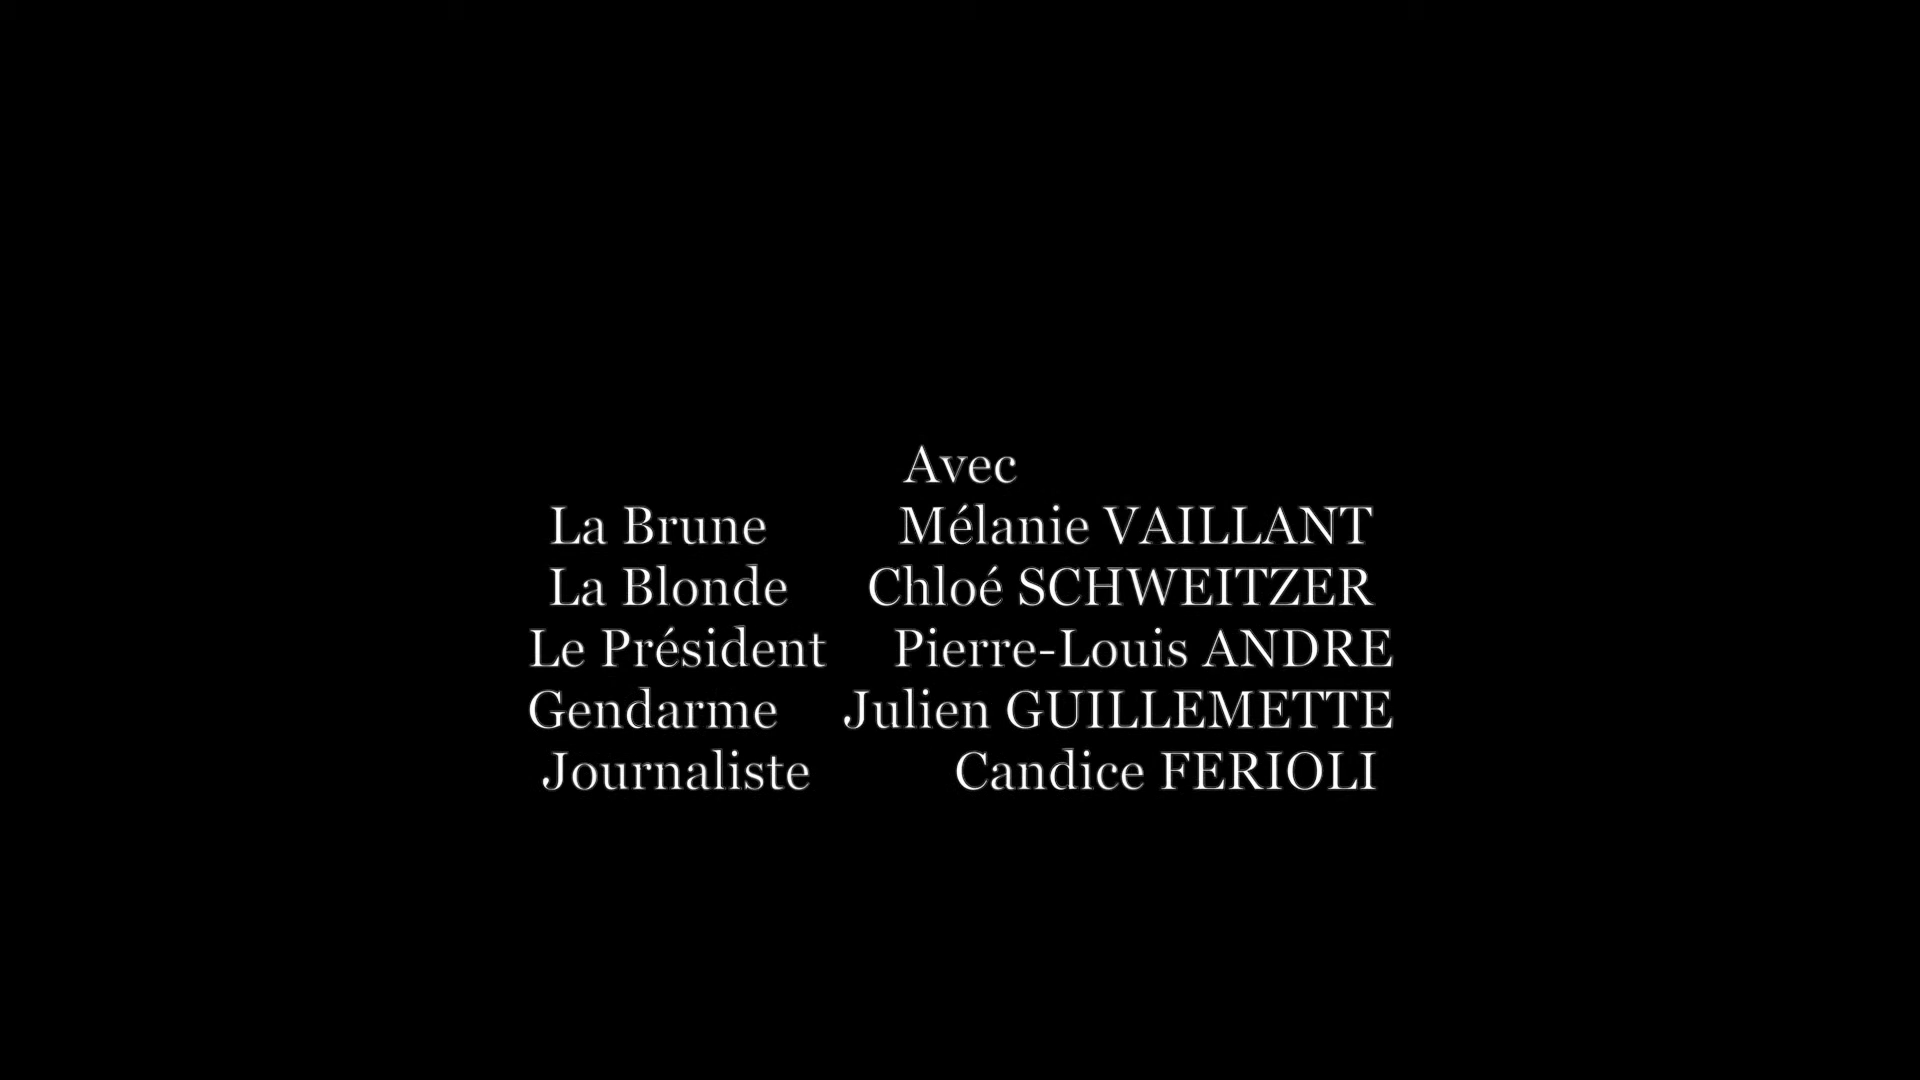 Avec
La Brune Mélanie VAILLANT
La Blonde Chloé SCHWEITZER
Le Président Pierre-Louis ANDRE
Gendarme Julien GUILLEMETTE
Journaliste Candice FERIOLI